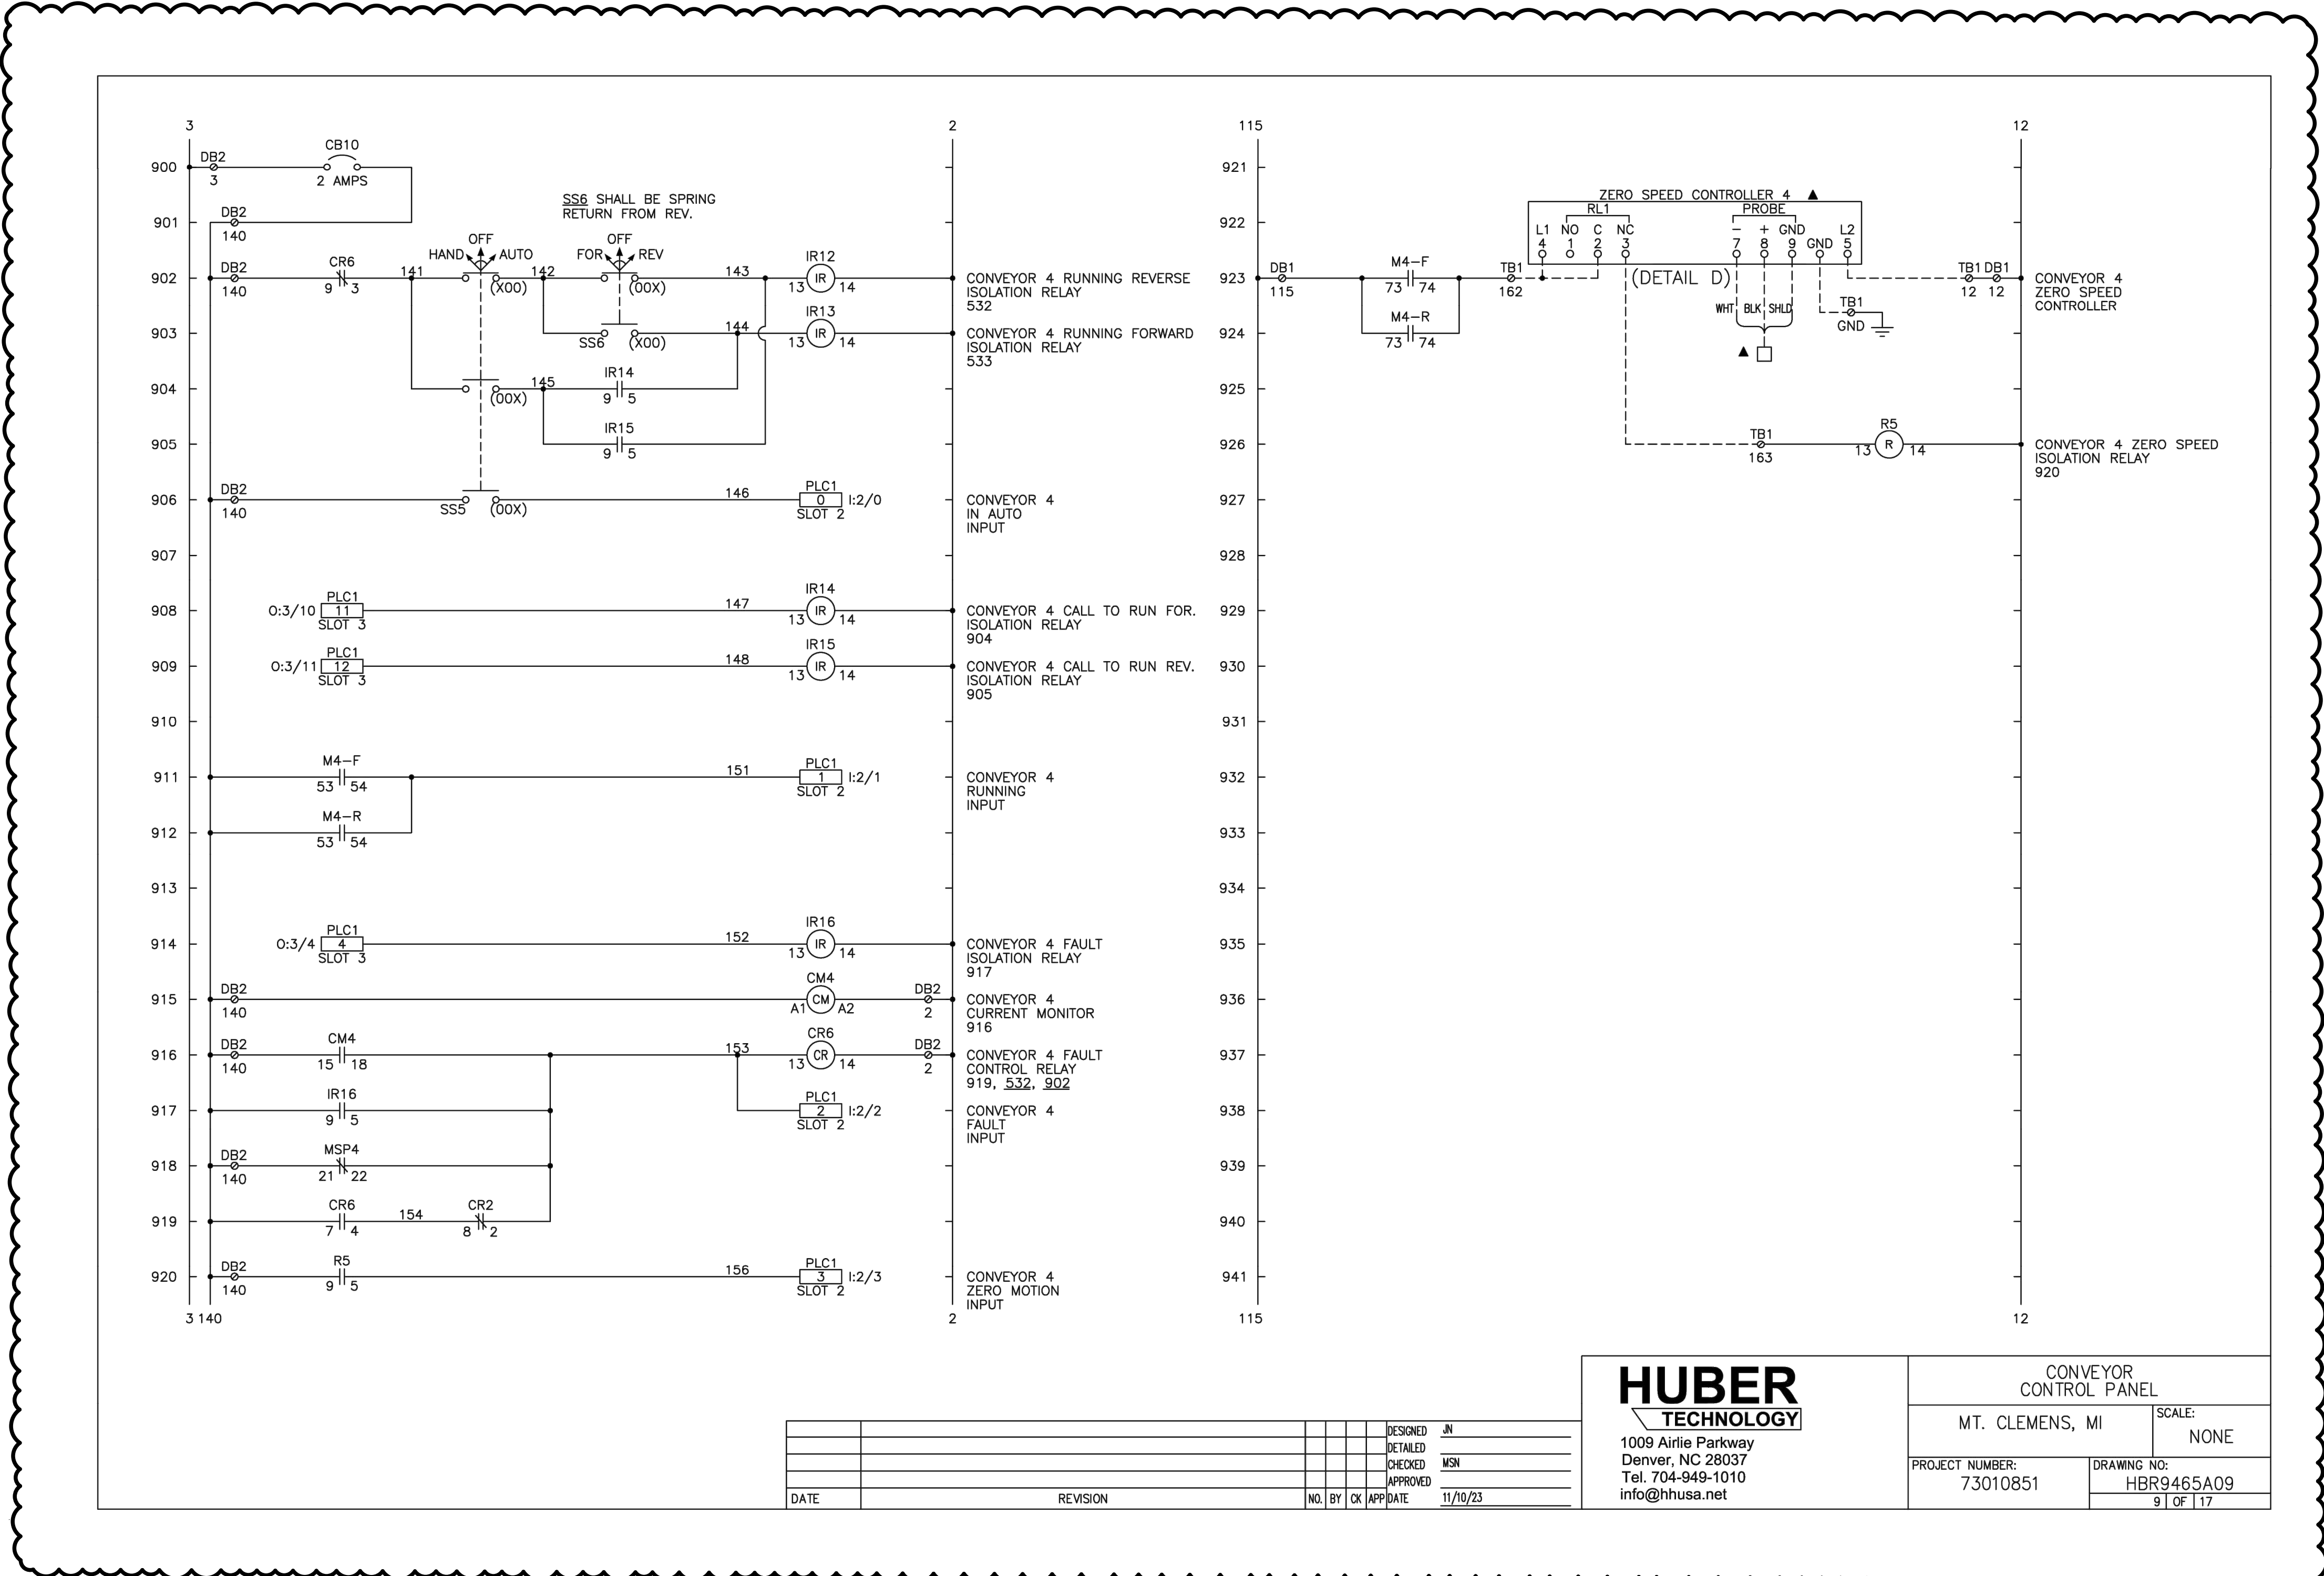 3
2
900
DB2
3
CB10
2 AMPS
901
DB2
140
SS6 SHALL BE SPRING
RETURN FROM REV.
OFF
HAND AUTO
OFF
FOR REV
902
DB2
140
CR6
9 3
141
(X00)
142
(00X)
143
IR12
13 IR 14
CONVEYOR 4 RUNNING REVERSE
ISOLATION RELAY
532
903
SS6 (X00)
144
IR13
13 IR 14
CONVEYOR 4 RUNNING FORWARD
ISOLATION RELAY
533
904
(00X)
145
IR14
9 5
905
IR15
9 5
906
DB2
140
SS5 (00X)
146
PLC1
0 I:2/0
SLOT 2
CONVEYOR 4
IN AUTO
INPUT
907
908
O:3/10
PLC1
11
SLOT 3
147
IR14
13 IR 14
CONVEYOR 4 CALL TO RUN FOR.
ISOLATION RELAY
904
909
O:3/11
PLC1
12
SLOT 3
148
IR15
13 IR 14
CONVEYOR 4 CALL TO RUN REV.
ISOLATION RELAY
905
910
911
M4-F
53 54
151
PLC1
1 I:2/1
SLOT 2
CONVEYOR 4
RUNNING
INPUT
912
M4-R
53 54
913
914
O:3/4
PLC1
4
SLOT 3
152
IR16
13 IR 14
CONVEYOR 4 FAULT
ISOLATION RELAY
917
915
DB2
140
CM4
A1 CM A2
DB2
2
CONVEYOR 4
CURRENT MONITOR
916
916
DB2
140
CM4
15 18
153
CR6
13 CR 14
DB2
2
CONVEYOR 4 FAULT
CONTROL RELAY
919, 532, 902
917
IR16
9 5
PLC1
2 I:2/2
SLOT 2
CONVEYOR 4
FAULT
INPUT
918
DB2
140
MSP4
21 22
919
CR6
7 4
154
CR2
8 2
920
DB2
140
R5
9 5
156
PLC1
3 I:2/3
SLOT 2
CONVEYOR 4
ZERO MOTION
INPUT
3 140
2
115
12
921
922
ZERO SPEED CONTROLLER 4
RL1
PROBE
L1 NO C NC - + GND L2
4 1 2 3 7 8 9 GND 5
923
DB1
115
M4-F
73 74
TB1
162
(DETAIL D)
TB1 DB1
12 12
CONVEYOR 4
ZERO SPEED
CONTROLLER
WHT BLK SHLD
TB1
GND
924
M4-R
73 74
925
926
TB1
163
R5
13 R 14
CONVEYOR 4 ZERO SPEED
ISOLATION RELAY
920
927
928
929
930
931
932
933
934
935
936
937
938
939
940
941
115
12
DATE REVISION NO. BY CK APP
DESIGNED JN
DETAILED
CHECKED MSN
APPROVED
DATE 11/10/23
HUBER
TECHNOLOGY
1009 Airlie Parkway
Denver, NC 28037
Tel. 704-949-1010
info@hhusa.net
CONVEYOR
CONTROL PANEL
MT. CLEMENS, MI
SCALE:
NONE
PROJECT NUMBER:
73010851
DRAWING NO:
HBR9465A09
9 OF 17